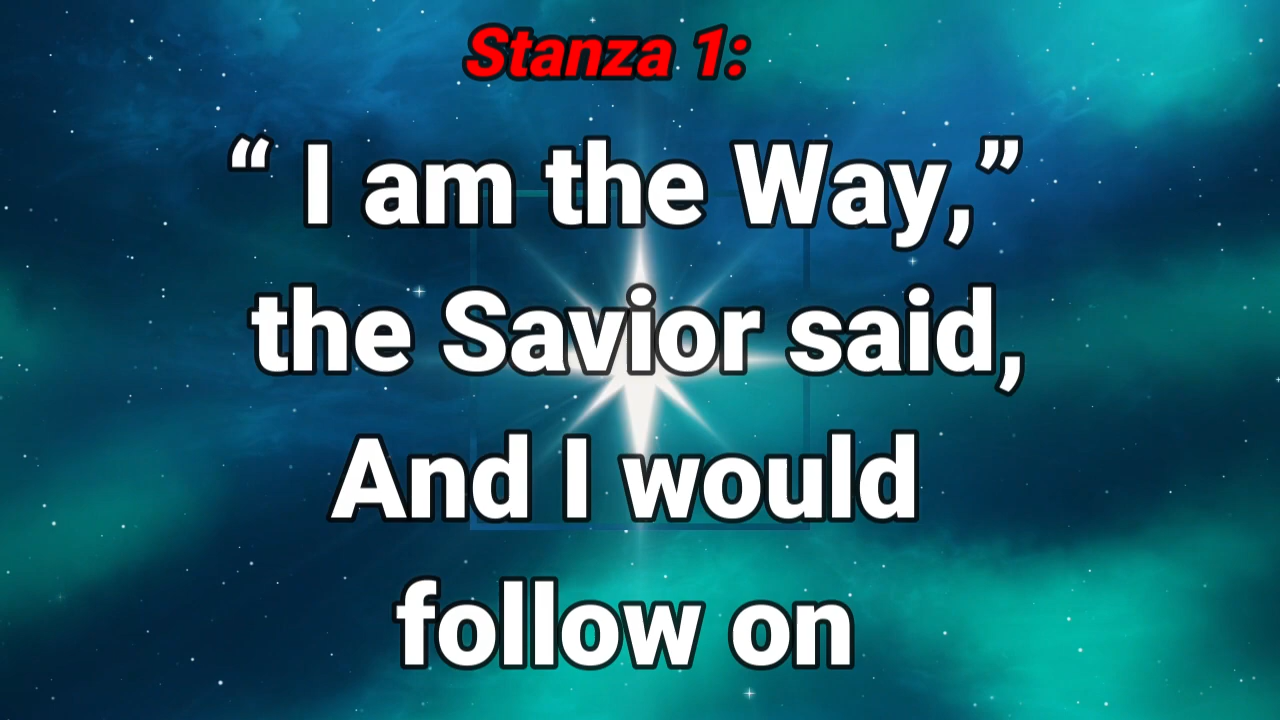 Stanza 1:
“ I am the Way,”
the Savior said,
And I would
follow on